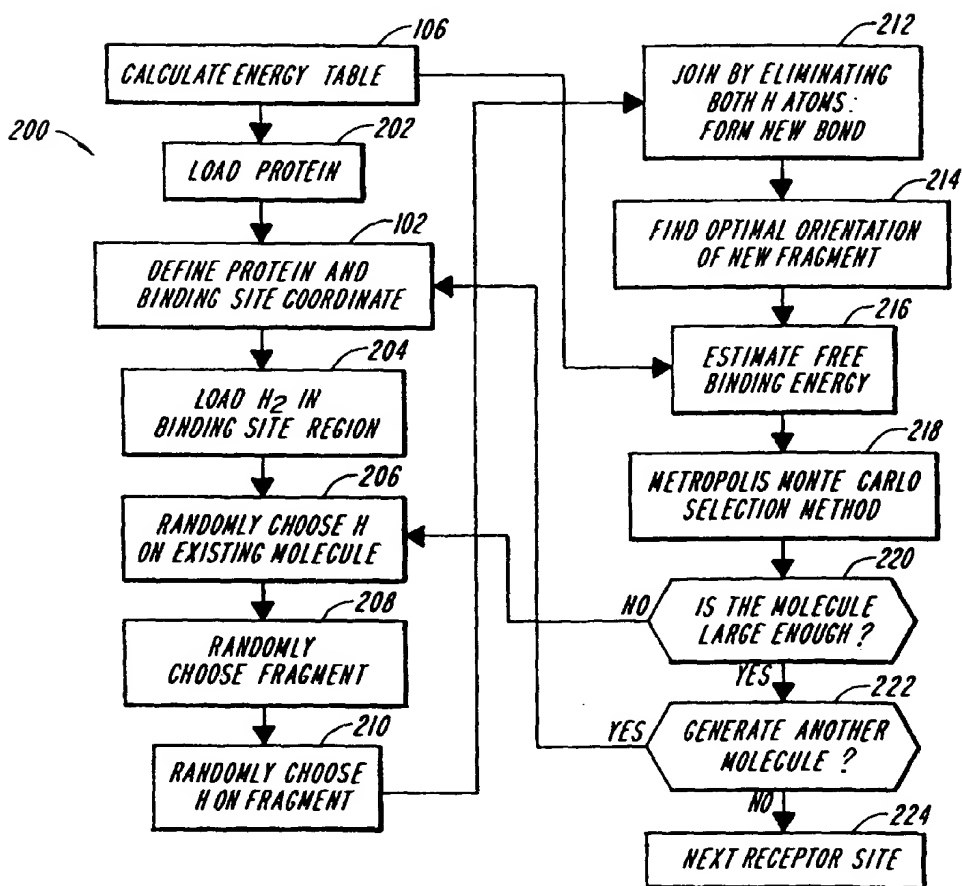 106
CALCULATE ENERGY TABLE
200
202
LOAD PROTEIN
102
DEFINE PROTEIN AND
BINDING SITE COORDINATE
204
LOAD H2 IN
BINDING SITE REGION
206
RANDOMLY CHOOSE H
ON EXISTING MOLECULE
208
RANDOMLY
CHOOSE FRAGMENT
210
RANDOMLY CHOOSE
H ON FRAGMENT
212
JOIN BY ELIMINATING
BOTH H ATOMS:
FORM NEW BOND
214
FIND OPTIMAL ORIENTATION
OF NEW FRAGMENT
216
ESTIMATE FREE
BINDING ENERGY
218
METROPOLIS MONTE CARLO
SELECTION METHOD
220
NO
IS THE MOLECULE
LARGE ENOUGH ?
YES
222
YES
GENERATE ANOTHER
MOLECULE ?
NO
224
NEXT RECEPTOR SITE